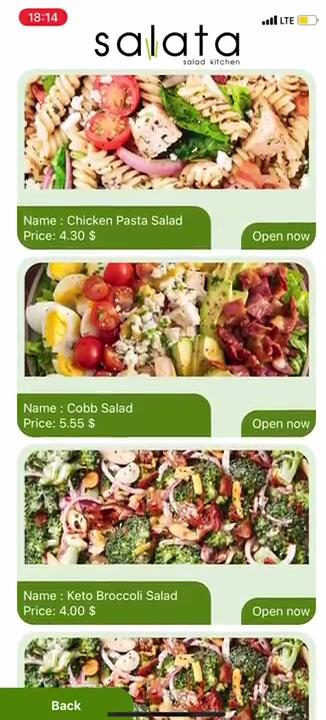 18:14
LTE
salata
salad kitchen
Name : Chicken Pasta Salad
Price: 4.30 $
Open now
Name : Cobb Salad
Price: 5.55 $
Open now
Name : Keto Broccoli Salad
Price: 4.00 $
Open now
Back